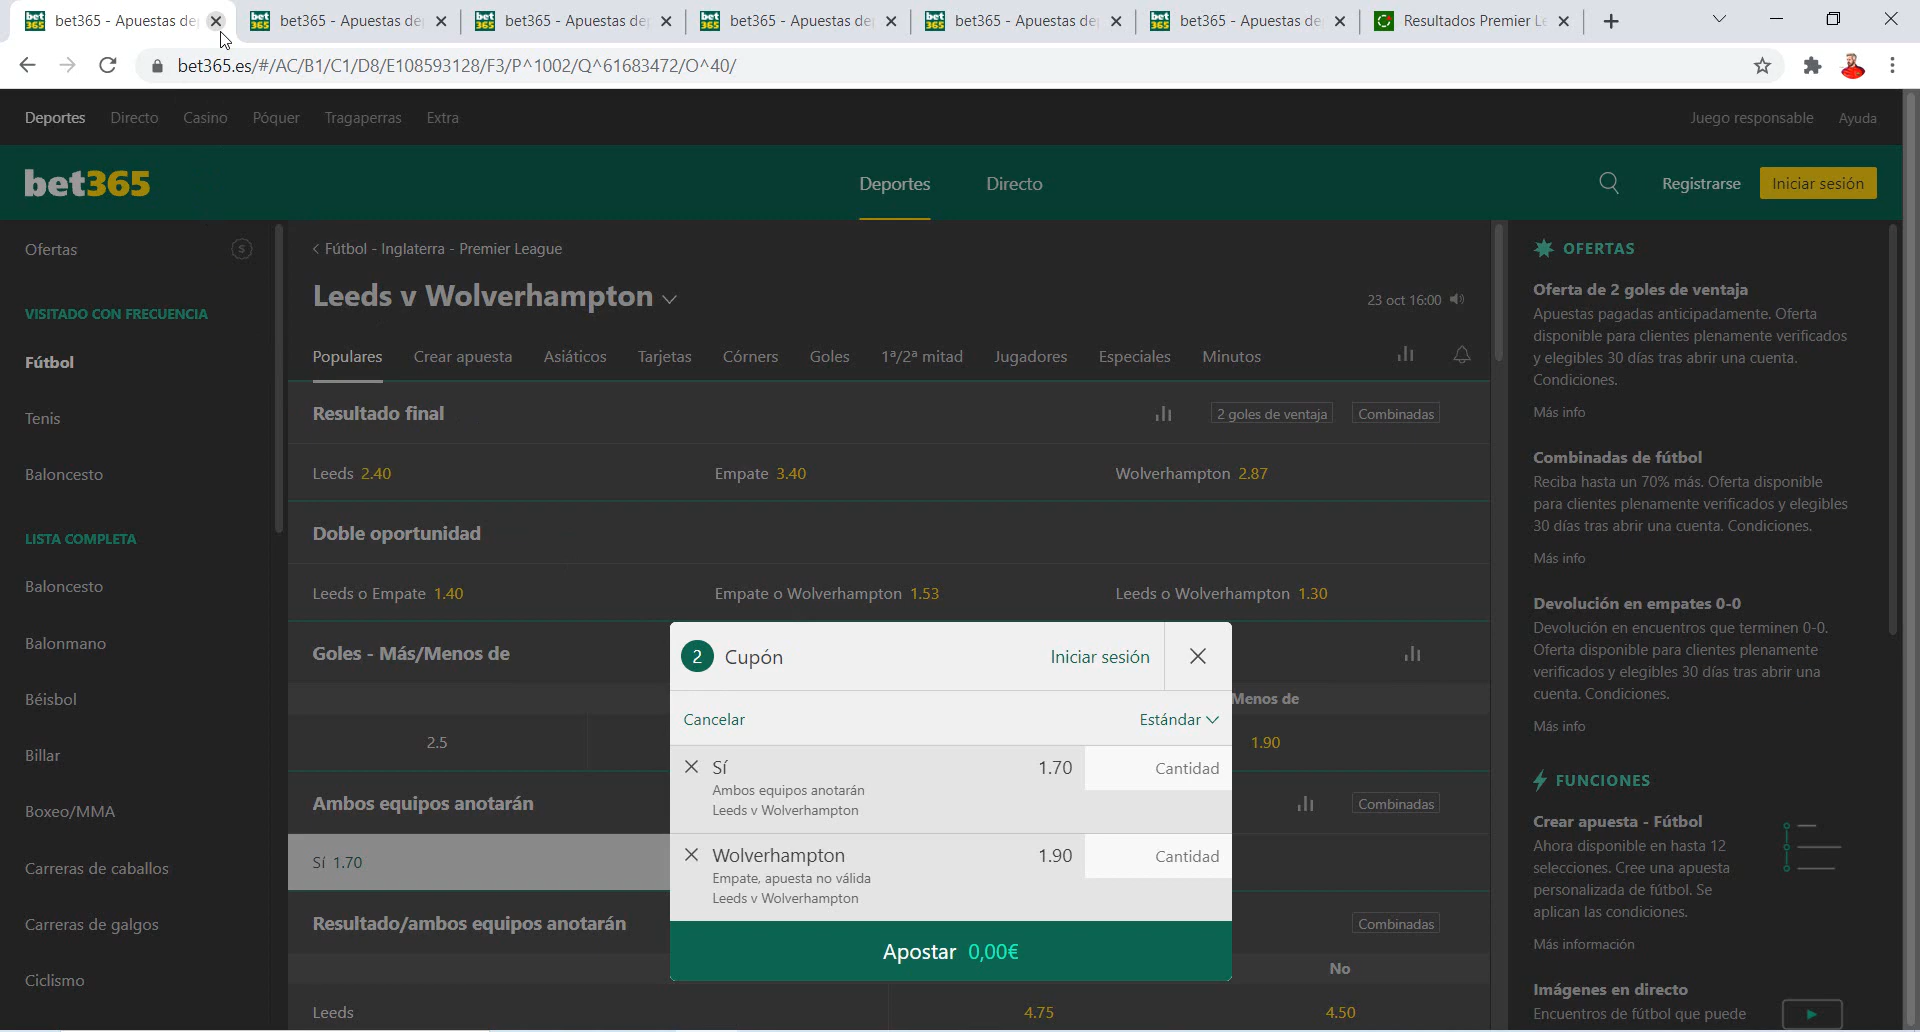 bet365 - Apuestas de
bet365 - Apuestas de
bet365 - Apuestas de
bet365 - Apuestas de
bet365 - Apuestas de
bet365 - Apuestas de
Resultados Premier L
bet365.es/#/AC/B1/C1/D8/E108593128/F3/P^1002/Q^61683472/O^40/
Deportes Directo Casino Póquer Tragaperras Extra
Juego responsable Ayuda
bet365
Deportes Directo
Registrarse Iniciar sesión
Ofertas
VISITADO CON FRECUENCIA
Fútbol
Tenis
Baloncesto
LISTA COMPLETA
Baloncesto
Balonmano
Béisbol
Billar
Boxeo/MMA
Carreras de caballos
Carreras de galgos
Ciclismo
< Fútbol - Inglaterra - Premier League
Leeds v Wolverhampton
23 oct 16:00
Populares Crear apuesta Asiáticos Tarjetas Córners Goles 1ª/2ª mitad Jugadores Especiales Minutos
Resultado final
2 goles de ventaja Combinadas
Leeds 2.40 Empate 3.40 Wolverhampton 2.87
Doble oportunidad
Leeds o Empate 1.40 Empate o Wolverhampton 1.53 Leeds o Wolverhampton 1.30
Goles - Más/Menos de
Menos de
2.5 1.90
Ambos equipos anotarán
Combinadas
Sí 1.70
Resultado/ambos equipos anotarán
Combinadas
No
Leeds 4.75 4.50
2 Cupón Iniciar sesión
Cancelar Estándar
Sí 1.70 Cantidad
Ambos equipos anotarán
Leeds v Wolverhampton
Wolverhampton 1.90 Cantidad
Empate, apuesta no válida
Leeds v Wolverhampton
Apostar 0,00€
OFERTAS
Oferta de 2 goles de ventaja
Apuestas pagadas anticipadamente. Oferta
disponible para clientes plenamente verificados
y elegibles 30 días tras abrir una cuenta.
Condiciones.
Más info
Combinadas de fútbol
Reciba hasta un 70% más. Oferta disponible
para clientes plenamente verificados y elegibles
30 días tras abrir una cuenta. Condiciones.
Más info
Devolución en empates 0-0
Devolución en encuentros que terminen 0-0.
Oferta disponible para clientes plenamente
verificados y elegibles 30 días tras abrir una
cuenta. Condiciones.
Más info
FUNCIONES
Crear apuesta - Fútbol
Ahora disponible en hasta 12
selecciones. Cree una apuesta
personalizada de fútbol. Se
aplican las condiciones.
Más información
Imágenes en directo
Encuentros de fútbol que puede